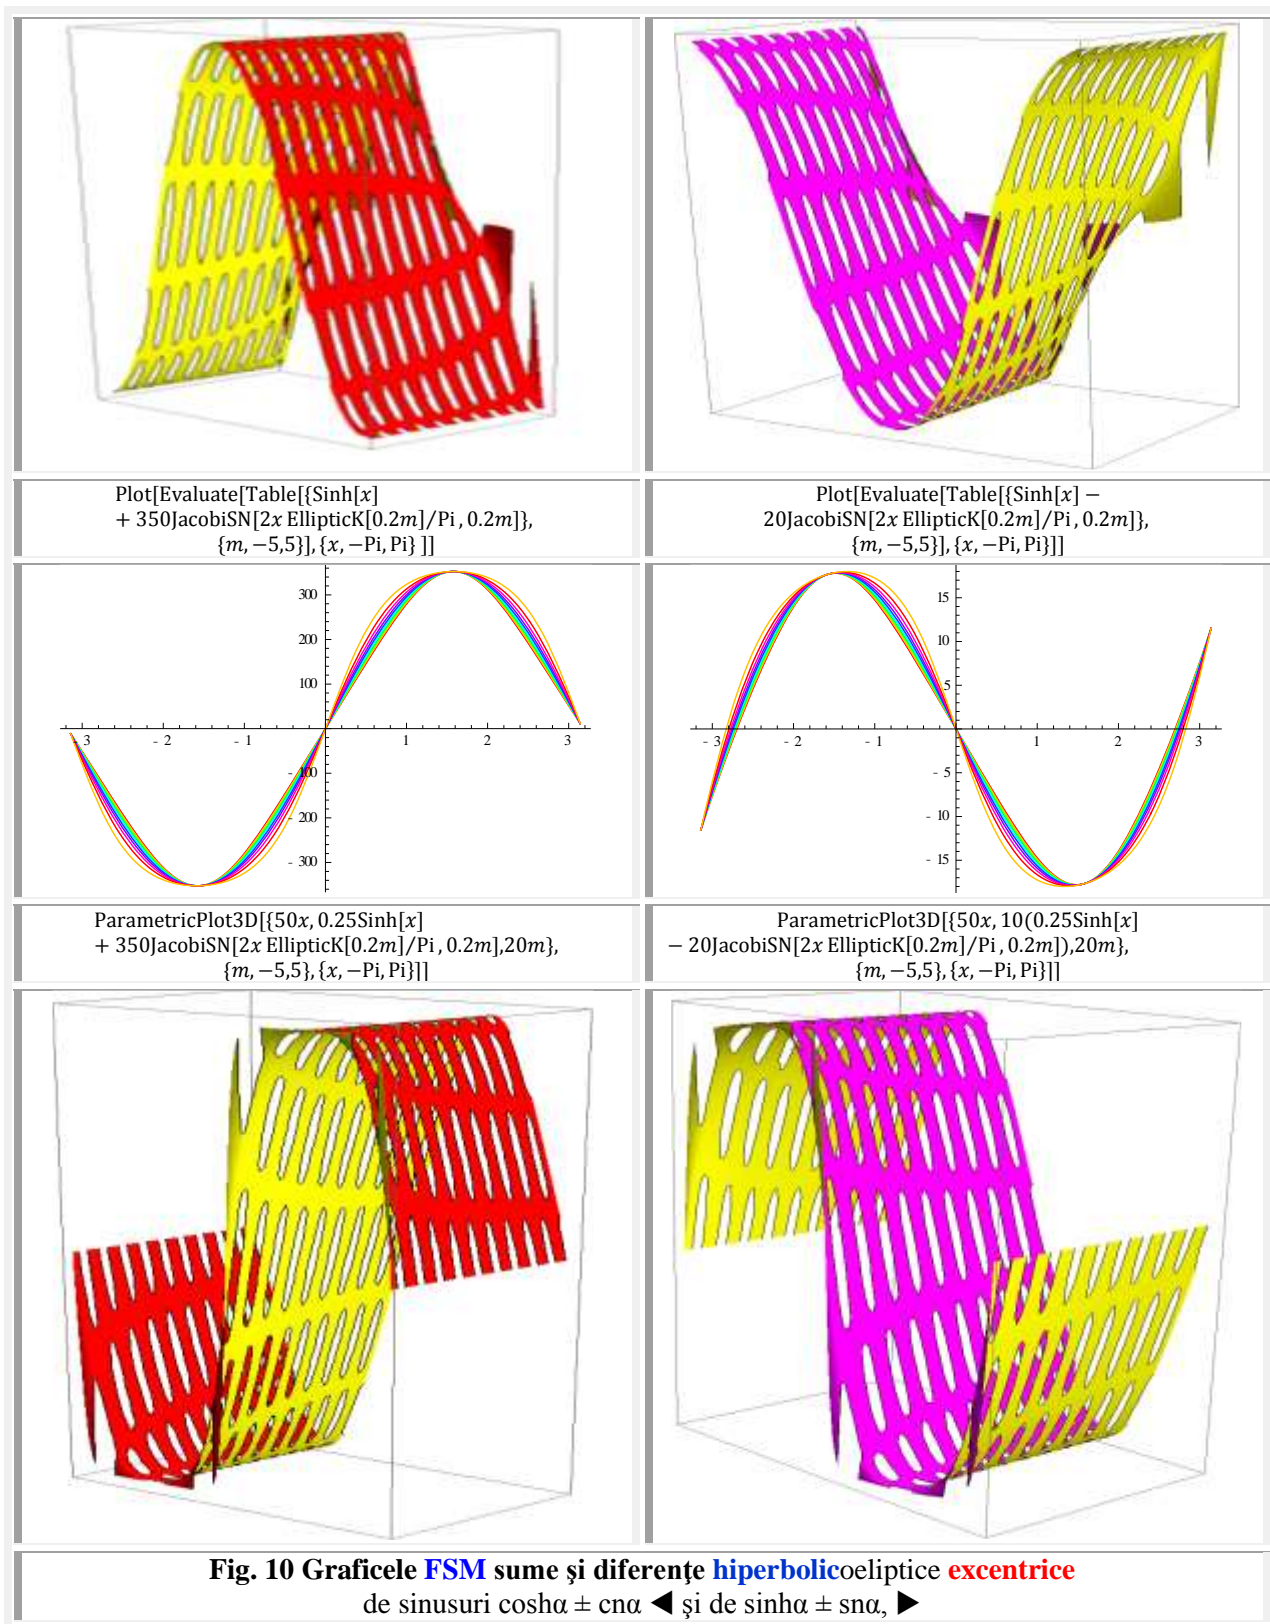 Plot[Evaluate[Table[{Sinh[x]
+ 350JacobiSN[2x EllipticK[0.2m]/Pi , 0.2m]},
{m, −5,5}], {x, −Pi, Pi} ]]
Plot[Evaluate[Table[{Sinh[x] −
20JacobiSN[2x EllipticK[0.2m]/Pi , 0.2m]},
{m, −5,5}], {x, −Pi, Pi}]]
300
200
100
- 3 - 2 - 1 1 2 3
- 100
- 200
- 300
15
10
5
- 3 - 2 - 1 1 2 3
- 5
- 10
- 15
ParametricPlot3D[{50x, 0.25Sinh[x]
+ 350JacobiSN[2x EllipticK[0.2m]/Pi , 0.2m],20m},
{m, −5,5}, {x, −Pi, Pi}]]
ParametricPlot3D[{50x, 10(0.25Sinh[x]
− 20JacobiSN[2x EllipticK[0.2m]/Pi , 0.2m]),20m},
{m, −5,5}, {x, −Pi, Pi}]]
Fig. 10 Graficele FSM sume şi diferenţe hiperbolicoeliptice excentrice
de sinusuri coshα ± cnα ◄ şi de sinhα ± snα, ►